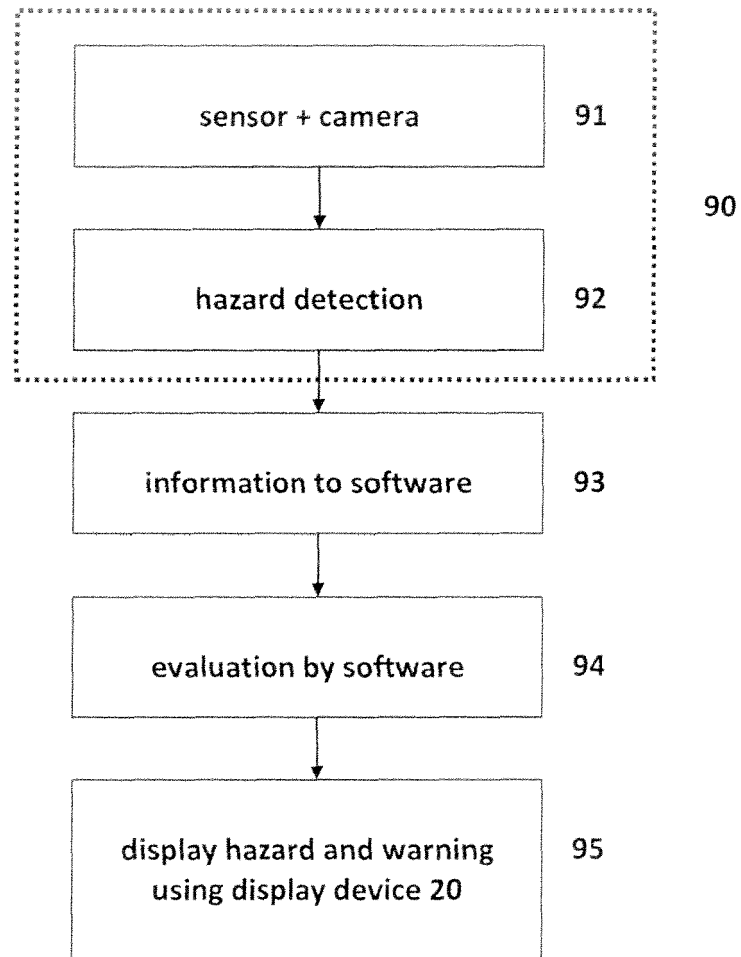 sensor + camera 91
90
hazard detection 92
information to software 93
evaluation by software 94
display hazard and warning 95
using display device 20